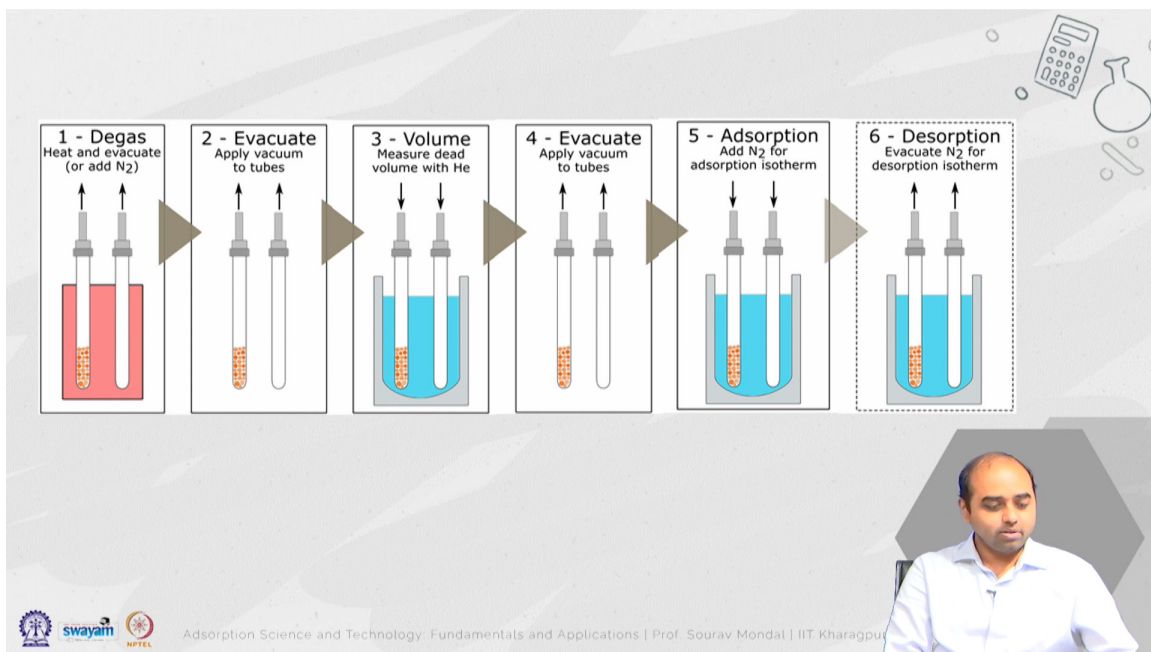 1 - Degas
Heat and evacuate
(or add N2)
2 - Evacuate
Apply vacuum
to tubes
3 - Volume
Measure dead
volume with He
4 - Evacuate
Apply vacuum
to tubes
5 - Adsorption
Add N2 for
adsorption isotherm
6 - Desorption
Evacuate N2 for
desorption isotherm
swayam
NPTEL
Adsorption Science and Technology: Fundamentals and Applications | Prof. Sourav Mondal | IIT Kharagpur